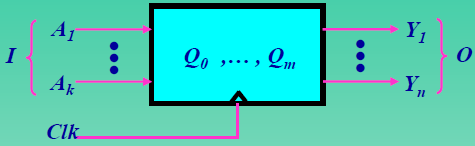 I A₁ Q₀ ,... , Qₘ Y₁ O
Aₖ Yₙ
Clk